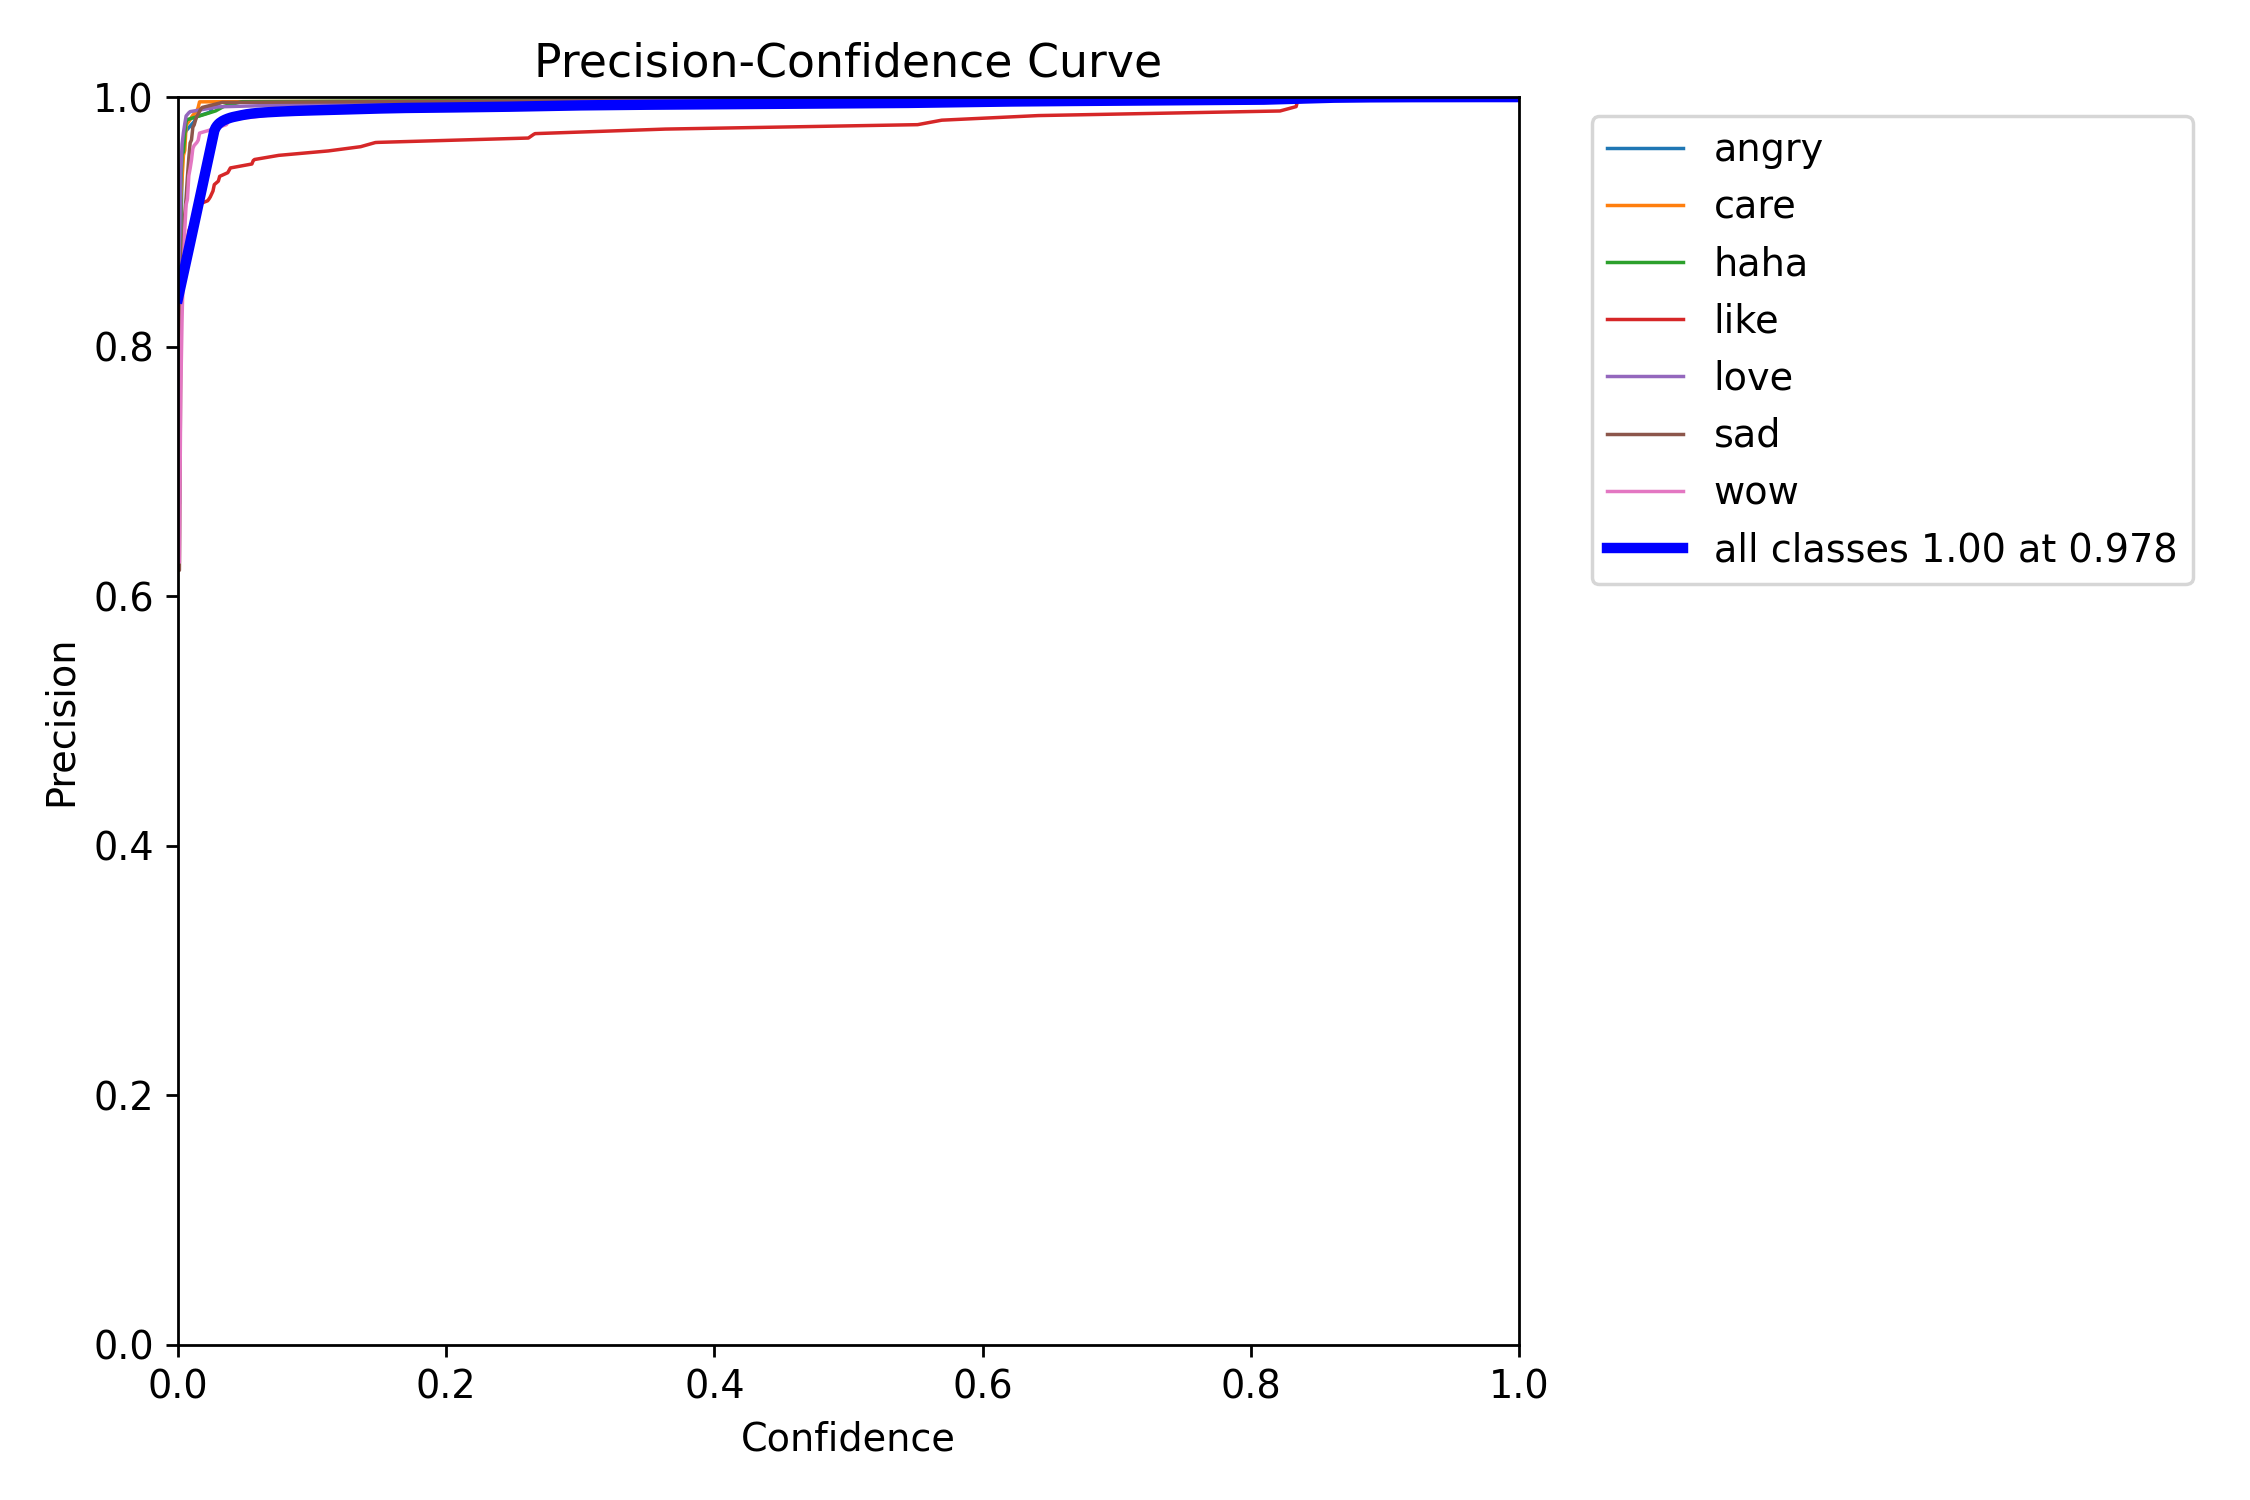 Precision-Confidence Curve
1.0
0.8
0.6
0.4
0.2
0.0
Precision
0.0 0.2 0.4 0.6 0.8 1.0
Confidence
angry
care
haha
like
love
sad
wow
all classes 1.00 at 0.978